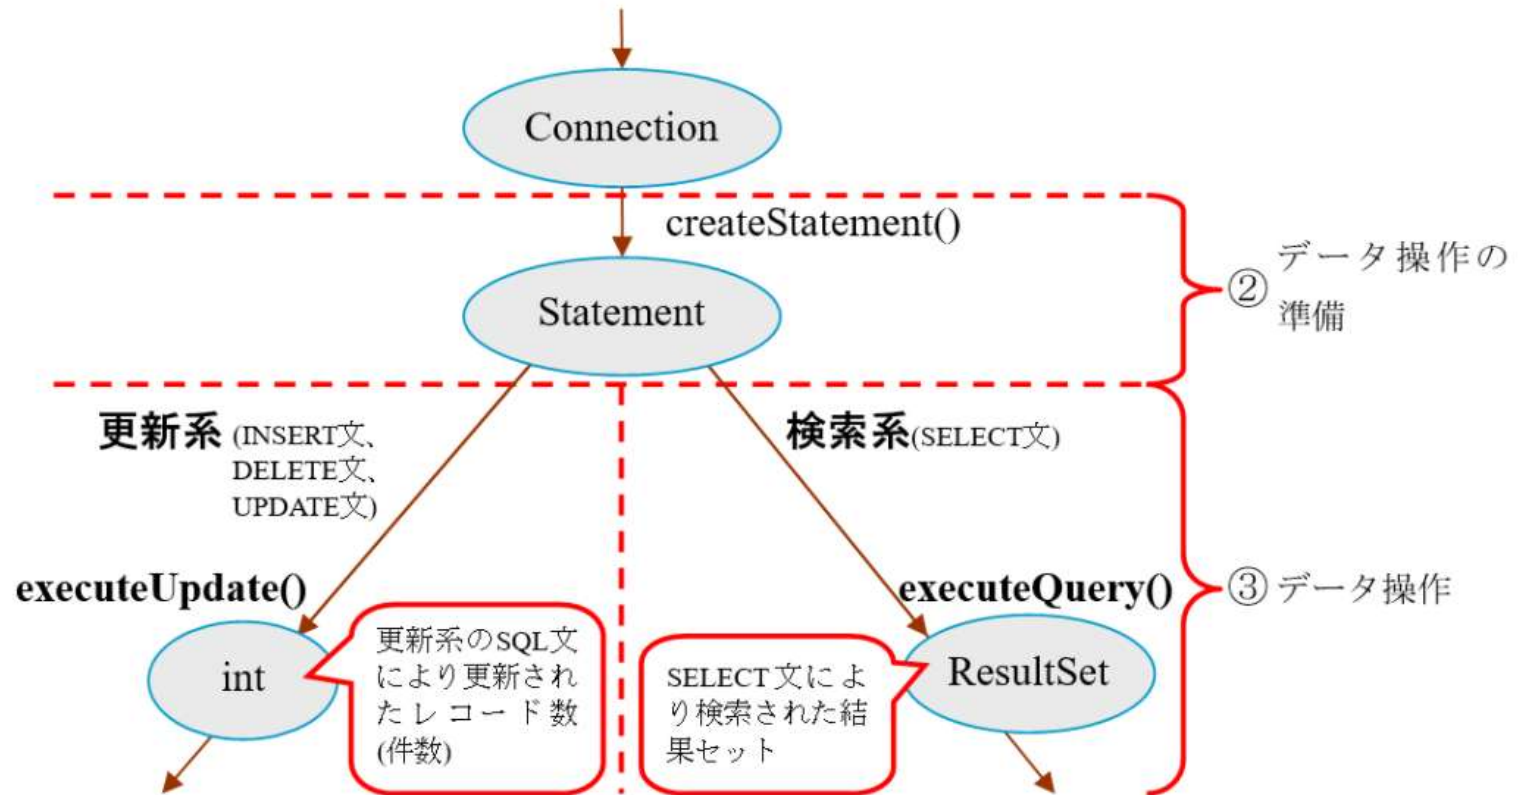 Connection
createStatement()
Statement
② データ操作の
準備
更新系 (INSERT文、
DELETE文、
UPDATE文)
検索系(SELECT文)
executeUpdate()
executeQuery()
③ データ操作
int
更新系のSQL文
により更新され
たレコード数
(件数)
SELECT文によ
り検索された結
果セット
ResultSet